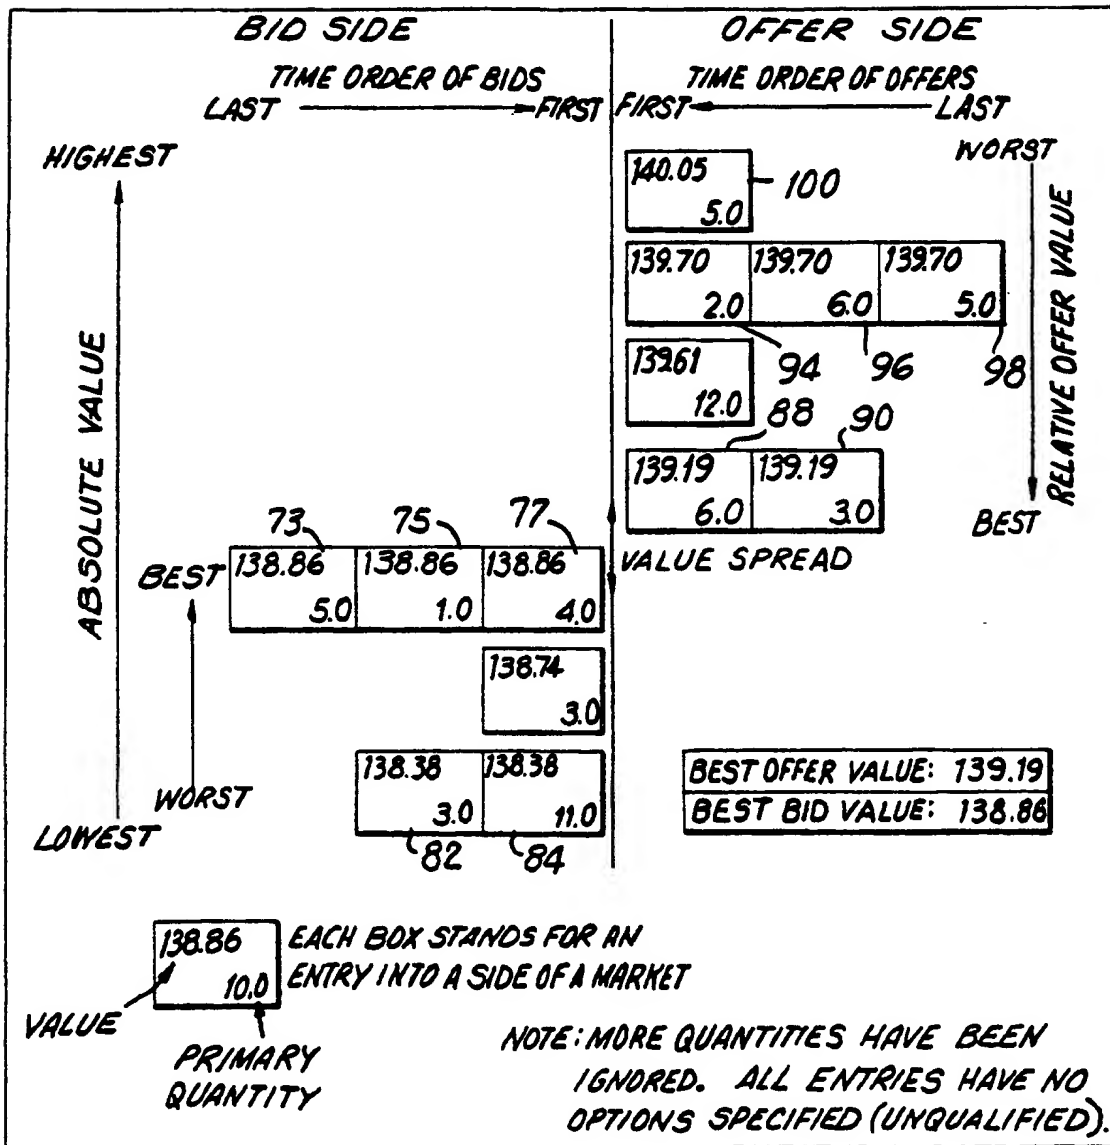 BID SIDE
OFFER SIDE
TIME ORDER OF BIDS
TIME ORDER OF OFFERS
LAST FIRST
FIRST LAST
HIGHEST
WORST
140.05
5.0
100
139.70 139.70 139.70
2.0 6.0 5.0
94 96 98
139.61
12.0
88 90
139.19 139.19
6.0 3.0
BEST
RELATIVE OFFER VALUE
ABSOLUTE VALUE
73 75 77
VALUE SPREAD
BEST
138.86 138.86 138.86
5.0 1.0 4.0
138.74
3.0
138.38 138.38
3.0 11.0
82 84
WORST
LOWEST
BEST OFFER VALUE: 139.19
BEST BID VALUE: 138.86
138.86
10.0
EACH BOX STANDS FOR AN
ENTRY INTO A SIDE OF A MARKET
VALUE
PRIMARY
QUANTITY
NOTE: MORE QUANTITIES HAVE BEEN
IGNORED. ALL ENTRIES HAVE NO
OPTIONS SPECIFIED (UNQUALIFIED).